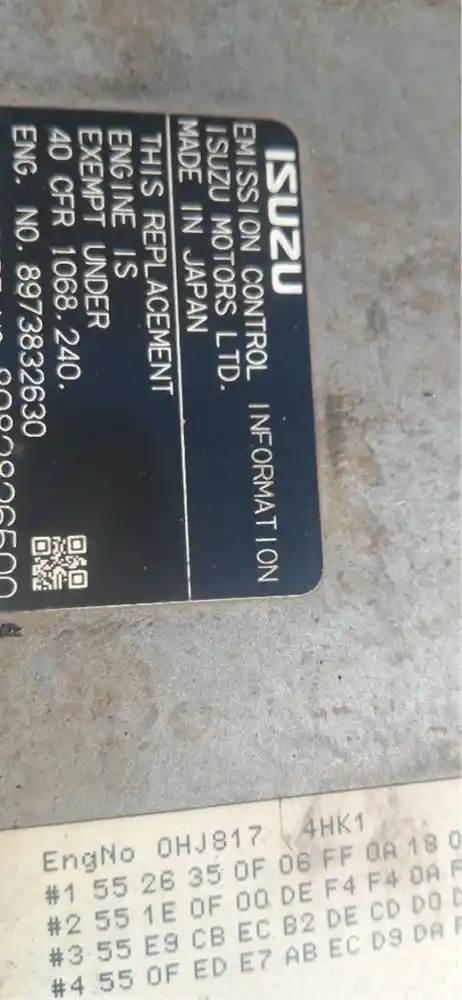 ISUZU
EMISSION CONTROL INFORMATION
ISUZU MOTORS LTD.
MADE IN JAPAN
THIS REPLACEMENT
ENGINE IS
EXEMPT UNDER
40 CFR 1068.240.
ENG. NO. 8973832630
8982826500
EngNo 0HJ817 4HK1
#1 55 26 35 0F 06 FF 0A 18
#2 55 1E 0F 00 DE F4 F4 0A
#3 55 E9 CB EC B2 DE CD D0
#4 55 0F ED E7 AB EC D9 DA